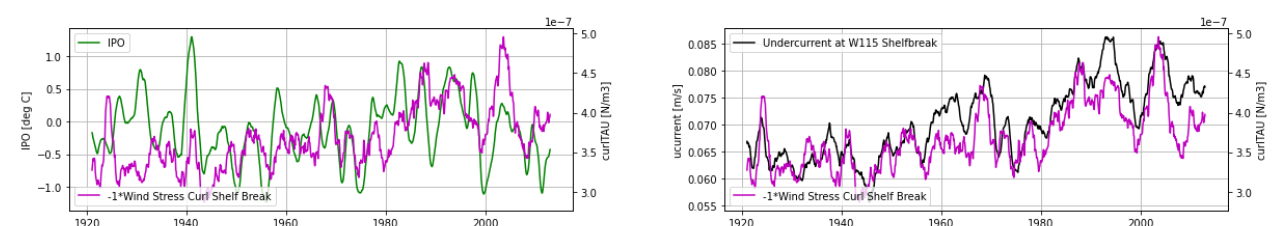 1e−7
IPO
1.0
0.5
0.0
−0.5
−1.0
IPO [deg C]
5.0
4.5
4.0
3.5
3.0
curlTAU [N/m3]
-1*Wind Stress Curl Shelf Break
1920 1940 1960 1980 2000
1e−7
Undercurrent at W115 Shelfbreak
0.085
0.080
0.075
0.070
0.065
0.060
0.055
ucurrent [m/s]
5.0
4.5
4.0
3.5
3.0
curlTAU [N/m3]
-1*Wind Stress Curl Shelf Break
1920 1940 1960 1980 2000